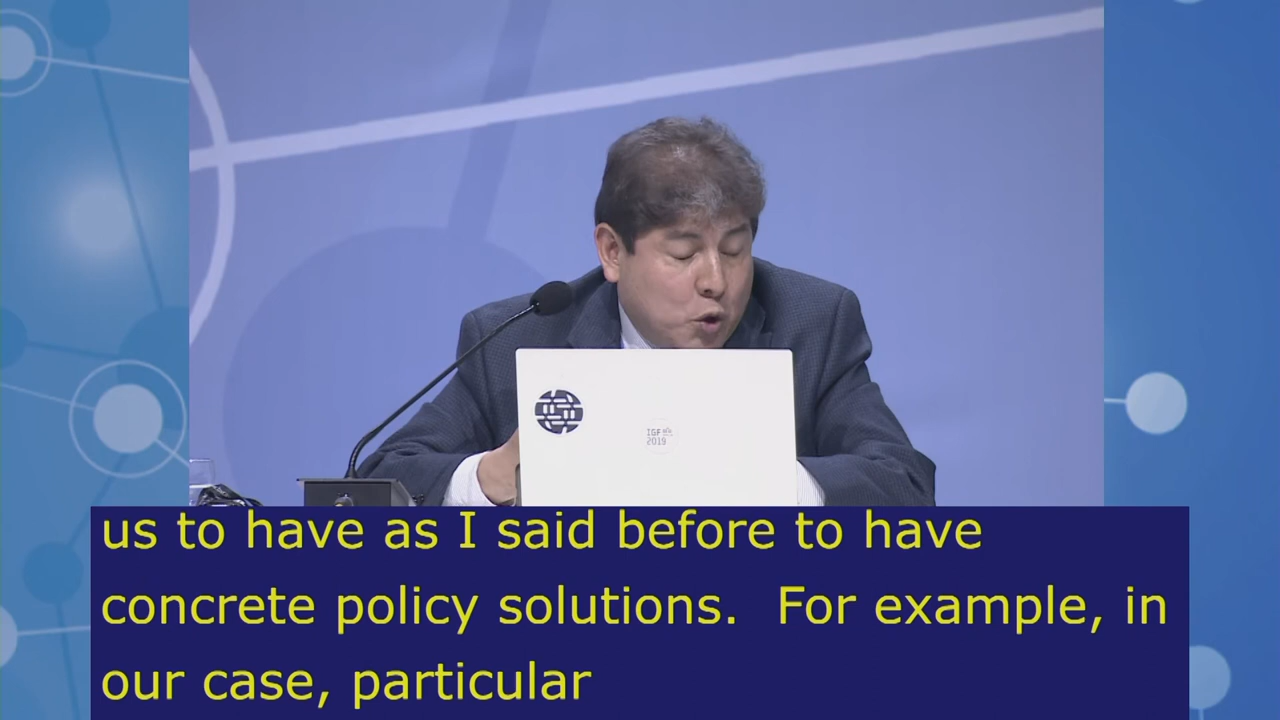 IGF
2019
us to have as I said before to have
concrete policy solutions.  For example, in
our case, particular